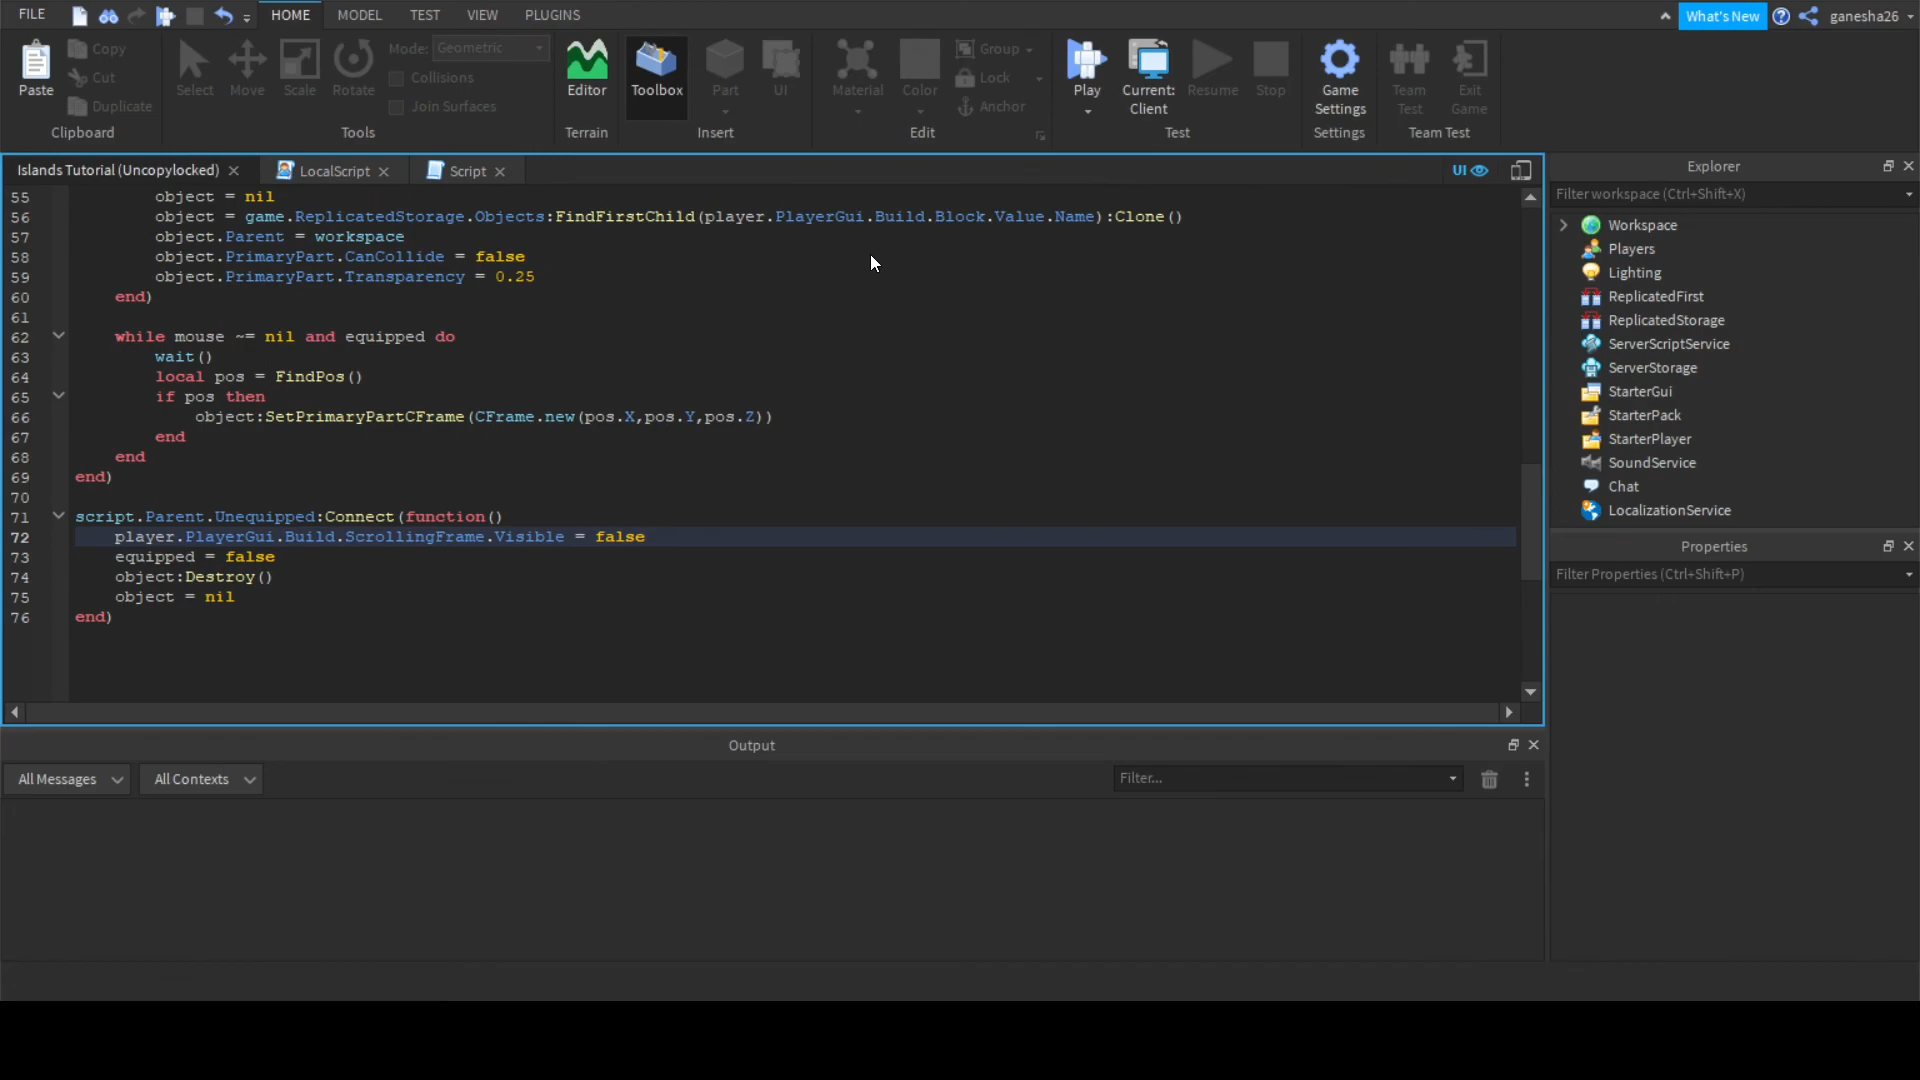 FILE HOME MODEL TEST VIEW PLUGINS What's New ganesha26
Paste Copy Cut Duplicate Clipboard
Select Move Scale Rotate Mode: Geometric Collisions Join Surfaces Tools
Editor Terrain
Toolbox Part UI Insert
Material Color Group Lock Anchor Edit
Play Current: Client Resume Stop Test
Game Settings Settings
Team Test Exit Game Team Test
Islands Tutorial (Uncopylocked) LocalScript Script UI
55 object = nil
56 object = game.ReplicatedStorage.Objects:FindFirstChild(player.PlayerGui.Build.Block.Value.Name):Clone()
57 object.Parent = workspace
58 object.PrimaryPart.CanCollide = false
59 object.PrimaryPart.Transparency = 0.25
60 end)
61
62 while mouse ~= nil and equipped do
63 wait()
64 local pos = FindPos()
65 if pos then
66 object:SetPrimaryPartCFrame(CFrame.new(pos.X,pos.Y,pos.Z))
67 end
68 end
69 end)
70
71 script.Parent.Unequipped:Connect(function()
72 player.PlayerGui.Build.ScrollingFrame.Visible = false
73 equipped = false
74 object:Destroy()
75 object = nil
76 end)
Output
All Messages All Contexts Filter...
Explorer
Filter workspace (Ctrl+Shift+X)
Workspace
Players
Lighting
ReplicatedFirst
ReplicatedStorage
ServerScriptService
ServerStorage
StarterGui
StarterPack
StarterPlayer
SoundService
Chat
LocalizationService
Properties
Filter Properties (Ctrl+Shift+P)